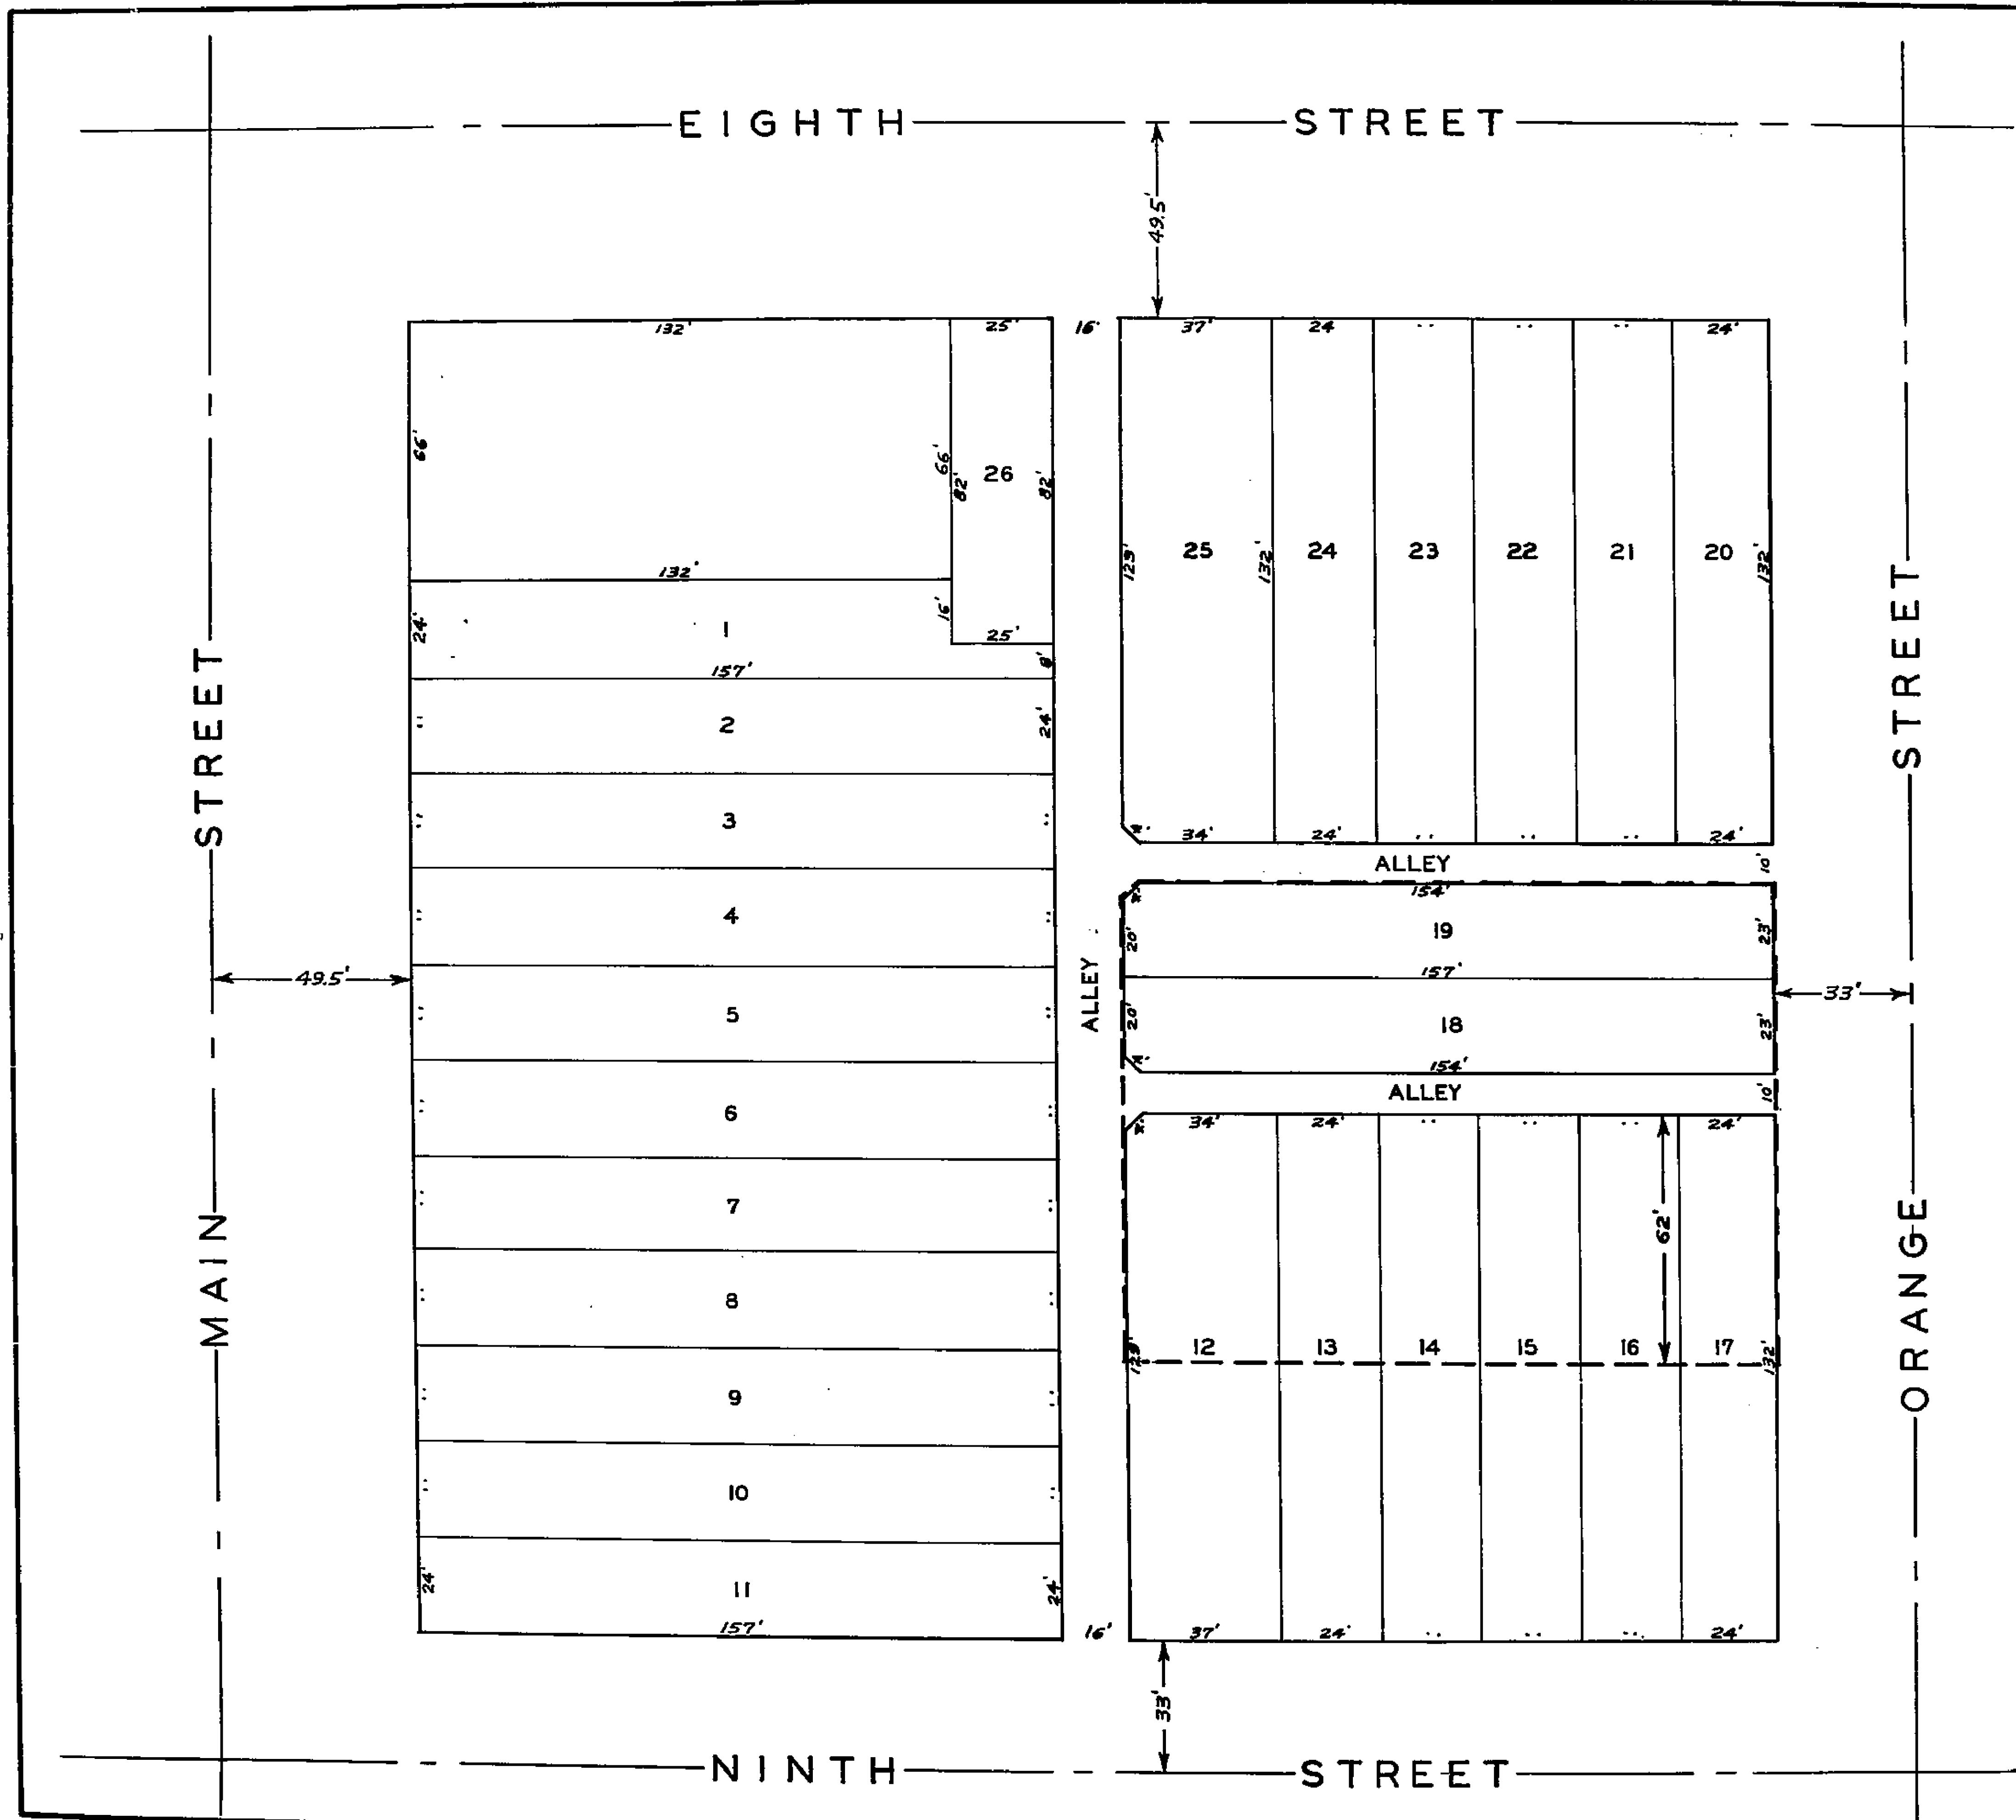 EIGHTH STREET
49.5'
132' 25' 16' 37' 24 " " " 24'
66' 66' 82' 26 82'
129' 25 132' 24 23 22 21 20 132'
132'
24' 1 16' 25' 8'
157'
2 24'
3
34' 24' " " " 24'
ALLEY 10'
154'
4
20' 19 23'
157'
49.5' 33'
5
20' 18 23'
154'
ALLEY
ALLEY 10'
6
34' 24' " " " 24'
7
62'
8
129' 12 13 14 15 16 17 132'
9
10
24' 11 24'
157' 16' 37' 24' " " " 24'
33'
NINTH STREET
MAIN STREET
ORANGE STREET